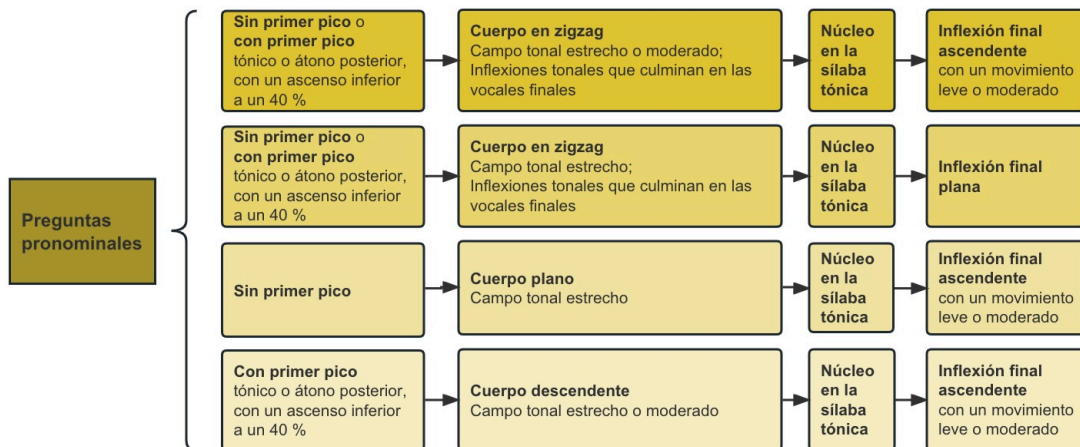 Preguntas
pronominales
Sin primer pico o
con primer pico
tónico o átono posterior,
con un ascenso inferior
a un 40 %
Cuerpo en zigzag
Campo tonal estrecho o moderado;
Inflexiones tonales que culminan en las
vocales finales
Núcleo
en la
sílaba
tónica
Inflexión final
ascendente
con un movimiento
leve o moderado
Sin primer pico o
con primer pico
tónico o átono posterior,
con un ascenso inferior
a un 40 %
Cuerpo en zigzag
Campo tonal estrecho;
Inflexiones tonales que culminan en las
vocales finales
Núcleo
en la
sílaba
tónica
Inflexión final
plana
Sin primer pico
Cuerpo plano
Campo tonal estrecho
Núcleo
en la
sílaba
tónica
Inflexión final
ascendente
con un movimiento
leve o moderado
Con primer pico
tónico o átono posterior,
con un ascenso inferior
a un 40 %
Cuerpo descendente
Campo tonal estrecho o moderado
Núcleo
en la
sílaba
tónica
Inflexión final
ascendente
con un movimiento
leve o moderado